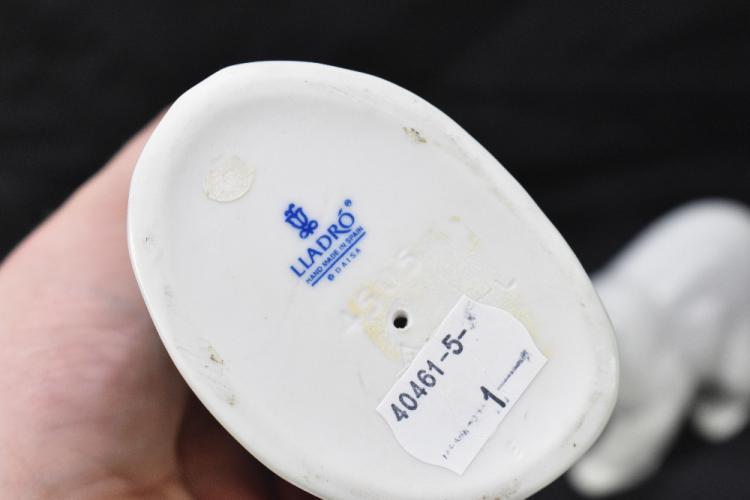 LLADRÓ®
HAND MADE IN SPAIN
© DAISA
40461-5-
1